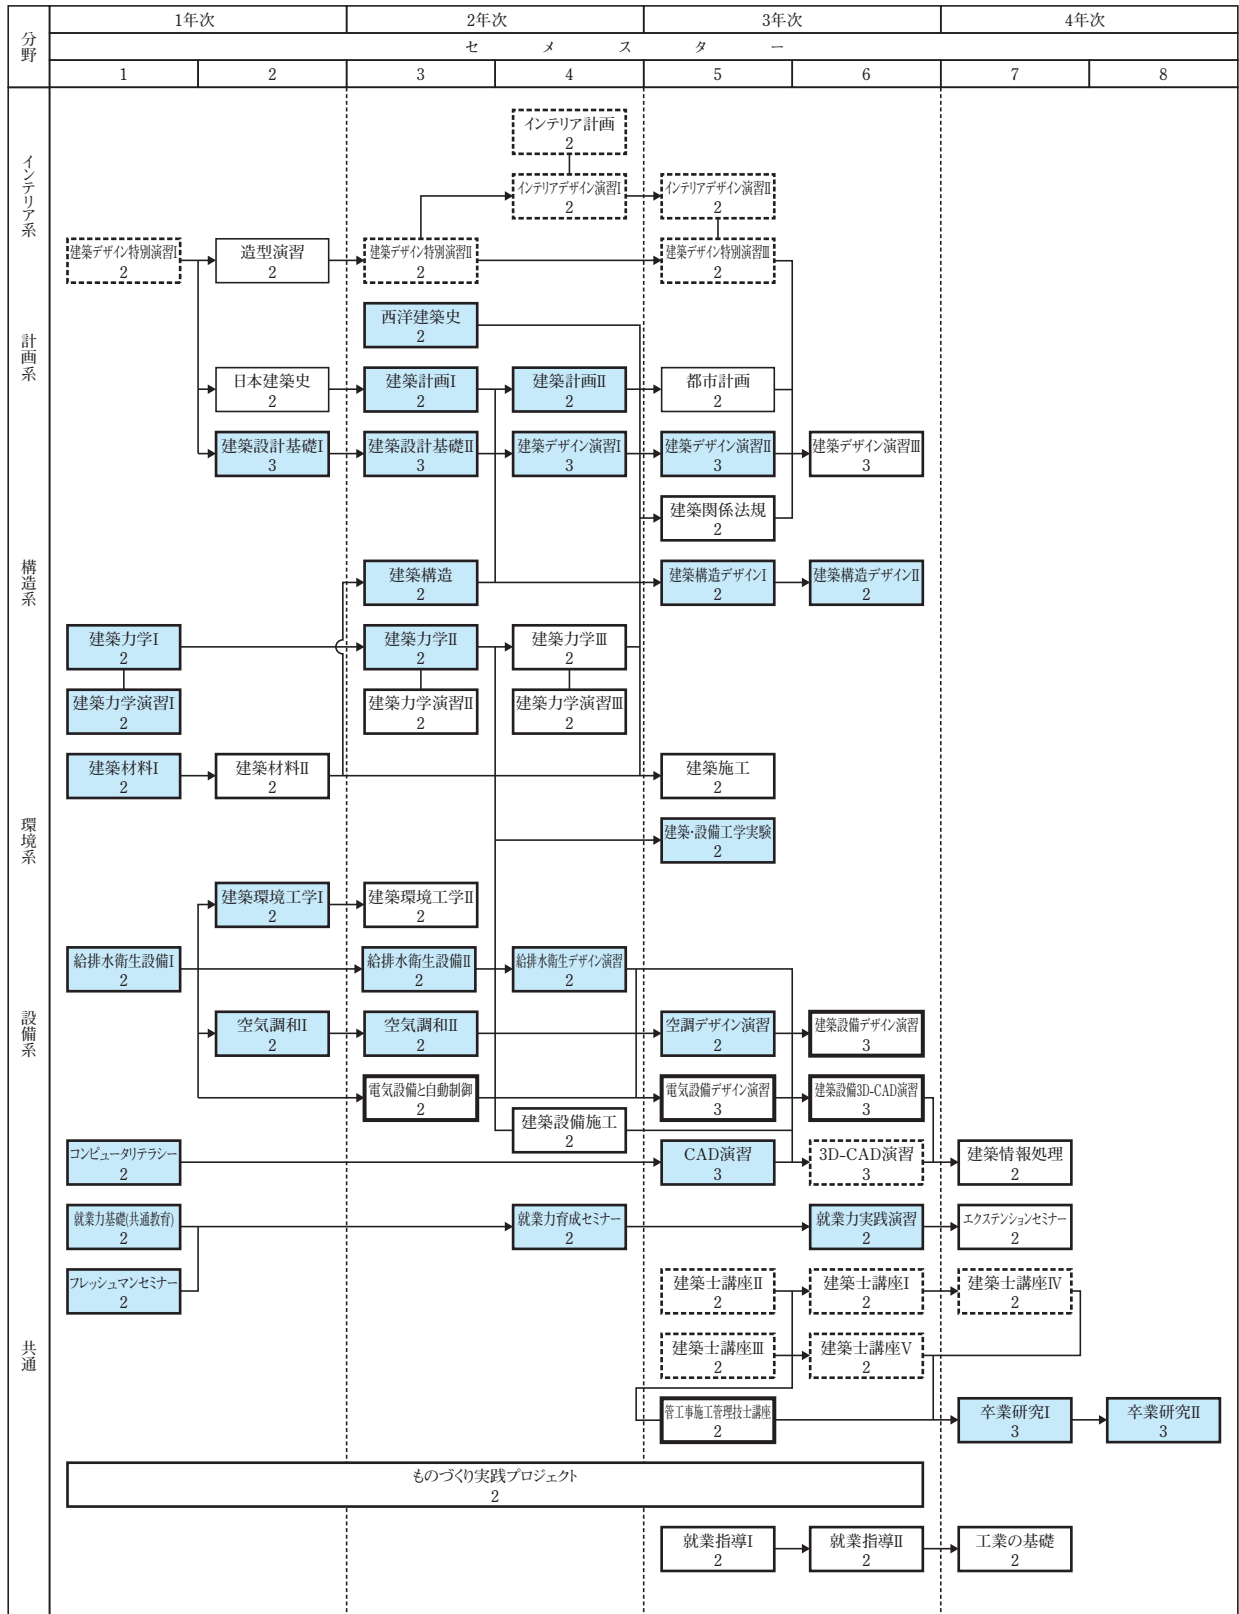 分野
1年次 2年次 3年次 4年次
セメスター
1 2 3 4 5 6 7 8
インテリア系
インテリア計画
2
インテリアデザイン演習Ⅰ インテリアデザイン演習Ⅱ
2 2
建築デザイン特別演習Ⅰ 造型演習 建築デザイン特別演習Ⅱ 建築デザイン特別演習Ⅲ
2 2 2 2
計画系
西洋建築史
2
日本建築史 建築計画Ⅰ 建築計画Ⅱ 都市計画
2 2 2 2
建築設計基礎Ⅰ 建築設計基礎Ⅱ 建築デザイン演習Ⅰ 建築デザイン演習Ⅱ 建築デザイン演習Ⅲ
3 3 3 3 3
建築関係法規
2
構造系
建築構造 建築構造デザインⅠ 建築構造デザインⅡ
2 2 2
建築力学Ⅰ 建築力学Ⅱ 建築力学Ⅲ
2 2 2
建築力学演習Ⅰ 建築力学演習Ⅱ 建築力学演習Ⅲ
2 2 2
建築材料Ⅰ 建築材料Ⅱ 建築施工
2 2 2
環境系
建築・設備工学実験
2
建築環境工学Ⅰ 建築環境工学Ⅱ
2 2
給排水衛生設備Ⅰ 給排水衛生設備Ⅱ 給排水衛生デザイン演習
2 2 2
設備系
空気調和Ⅰ 空気調和Ⅱ 空調デザイン演習 建築設備デザイン演習
2 2 2 3
電気設備と自動制御 電気設備デザイン演習 建築設備3D-CAD演習
2 3 3
建築設備施工
2
コンピュータリテラシー CAD演習 3D-CAD演習 建築情報処理
2 3 3 2
就業力基礎(共通教育) 就業力育成セミナー 就業力実践演習 エクステンションセミナー
2 2 2 2
フレッシュマンセミナー 建築士講座Ⅱ 建築士講座Ⅰ 建築士講座Ⅳ
2 2 2 2
共通
建築士講座Ⅲ 建築士講座Ⅴ
2 2
管工事施工管理技士講座 卒業研究Ⅰ 卒業研究Ⅱ
2 3 3
ものづくり実践プロジェクト
2
就業指導Ⅰ 就業指導Ⅱ 工業の基礎
2 2 2